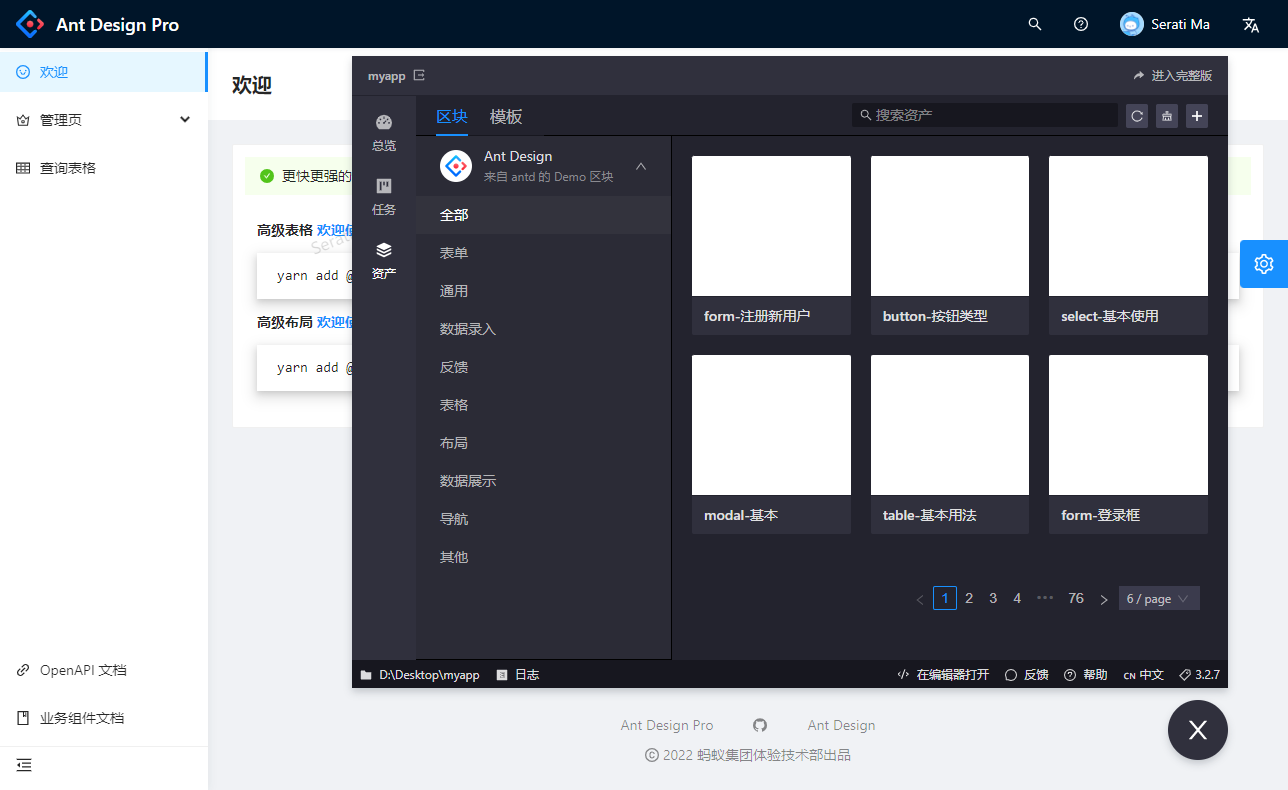 Ant Design Pro
Serati Ma
欢迎
管理页
查询表格
OpenAPI 文档
业务组件文档
欢迎
更快更强的
高级表格 欢迎使
Serati
yarn add @
高级布局 欢迎使
yarn add @
myapp
进入完整版
总览
任务
资产
区块 模板
搜索资产
Ant Design
来自 antd 的 Demo 区块
全部
表单
通用
数据录入
反馈
表格
布局
数据展示
导航
其他
form-注册新用户
button-按钮类型
select-基本使用
modal-基本
table-基本用法
form-登录框
1 2 3 4 ••• 76 6 / page
D:\Desktop\myapp 日志 在编辑器打开 反馈 帮助 CN 中文 3.2.7
Ant Design Pro Ant Design
© 2022 蚂蚁集团体验技术部出品